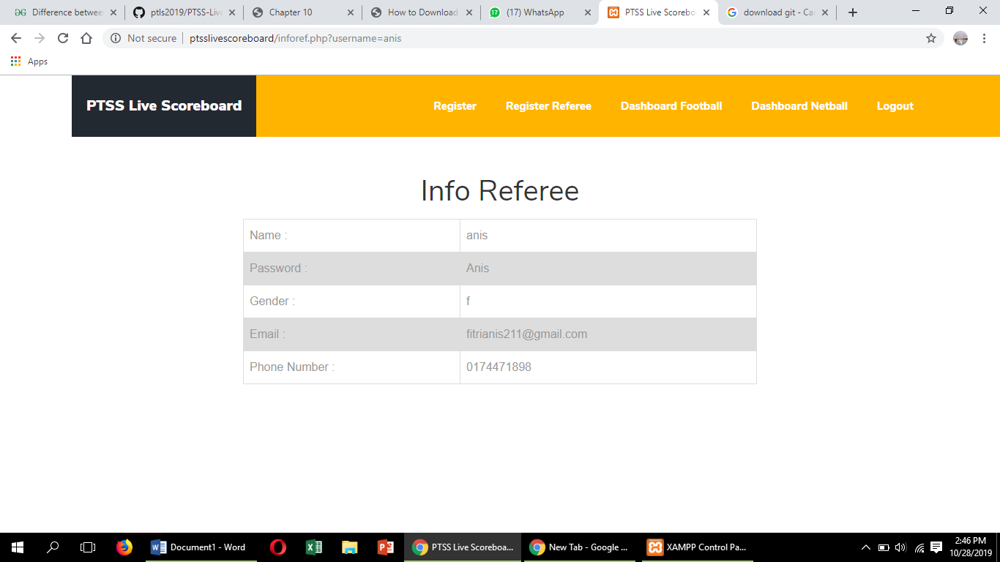 Difference betwee
ptls2019/PTSS-Live
Chapter 10
How to Download
(17) WhatsApp
PTSS Live Scorebo
download git - Ca
Not secure ptsslivescoreboard/inforef.php?username=anis
Apps
PTSS Live Scoreboard
Register
Register Referee
Dashboard Football
Dashboard Netball
Logout
Info Referee
Name : anis
Password : Anis
Gender : f
Email : fitrianis211@gmail.com
Phone Number : 0174471898
Document1 - Word
PTSS Live Scoreboa...
New Tab - Google ...
XAMPP Control Pa...
2:46 PM
10/28/2019